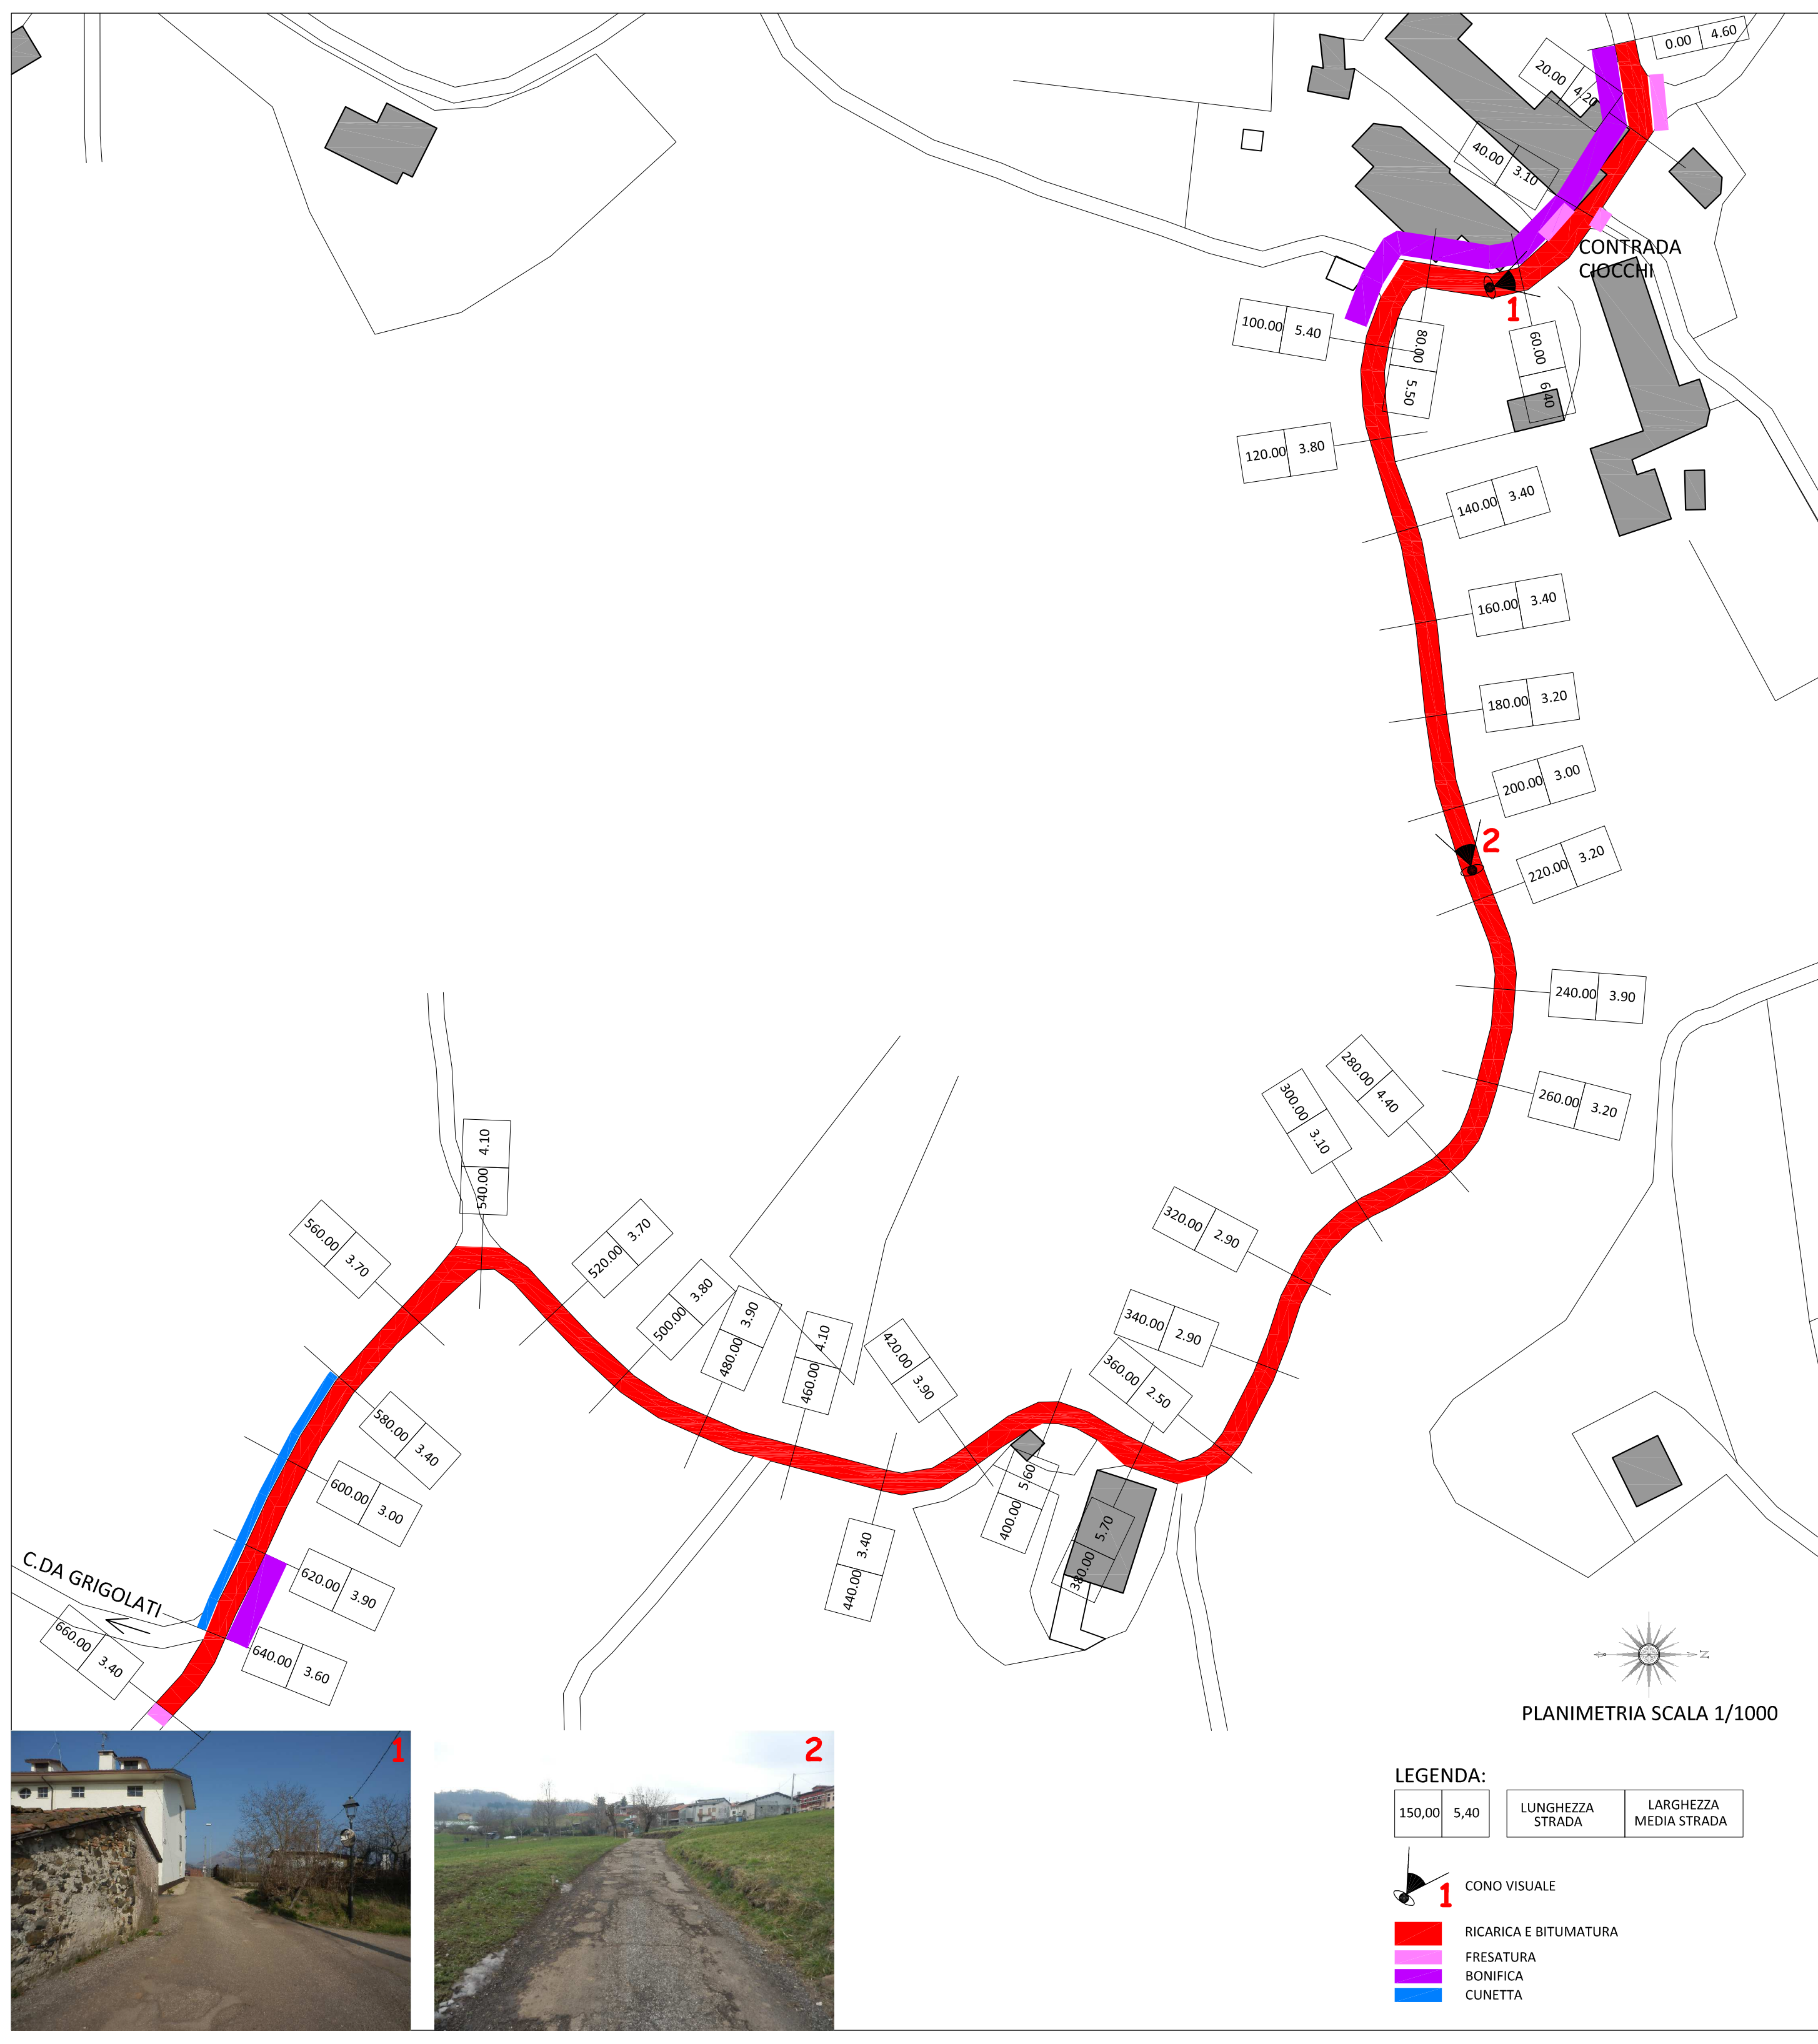 0.00 4.60
20.00 4.20
40.00 3.10
CONTRADA
CIOCCHI
1
60.00 6.40
80.00 5.50
100.00 5.40
120.00 3.80
140.00 3.40
160.00 3.40
180.00 3.20
200.00 3.00
2
220.00 3.20
240.00 3.90
260.00 3.20
280.00 4.40
300.00 3.10
320.00 2.90
340.00 2.90
360.00 2.50
380.00 5.70
400.00 5.60
420.00 3.90
440.00 3.40
460.00 4.10
480.00 3.90
500.00 3.80
520.00 3.70
540.00 4.10
560.00 3.70
580.00 3.40
600.00 3.00
620.00 3.90
640.00 3.60
660.00 3.40
C.DA GRIGOLATI
1
2
N
PLANIMETRIA SCALA 1/1000
LEGENDA:
150,00 5,40
LUNGHEZZA
STRADA
LARGHEZZA
MEDIA STRADA
1 CONO VISUALE
RICARICA E BITUMATURA
FRESATURA
BONIFICA
CUNETTA